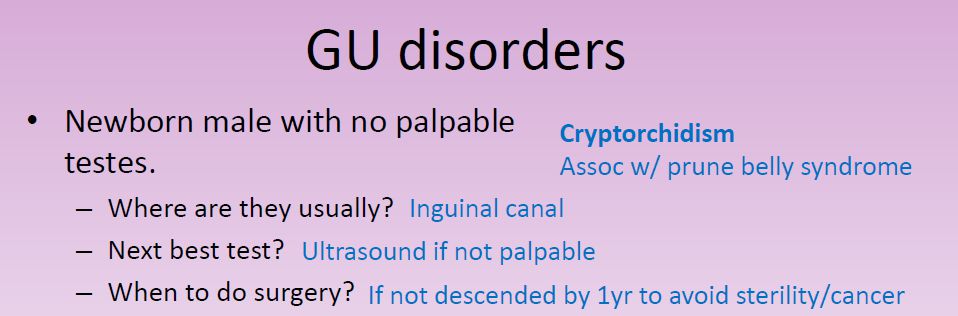 GU disorders
• Newborn male with no palpable
testes.
Cryptorchidism
Assoc w/ prune belly syndrome
– Where are they usually? Inguinal canal
– Next best test? Ultrasound if not palpable
– When to do surgery? If not descended by 1yr to avoid sterility/cancer